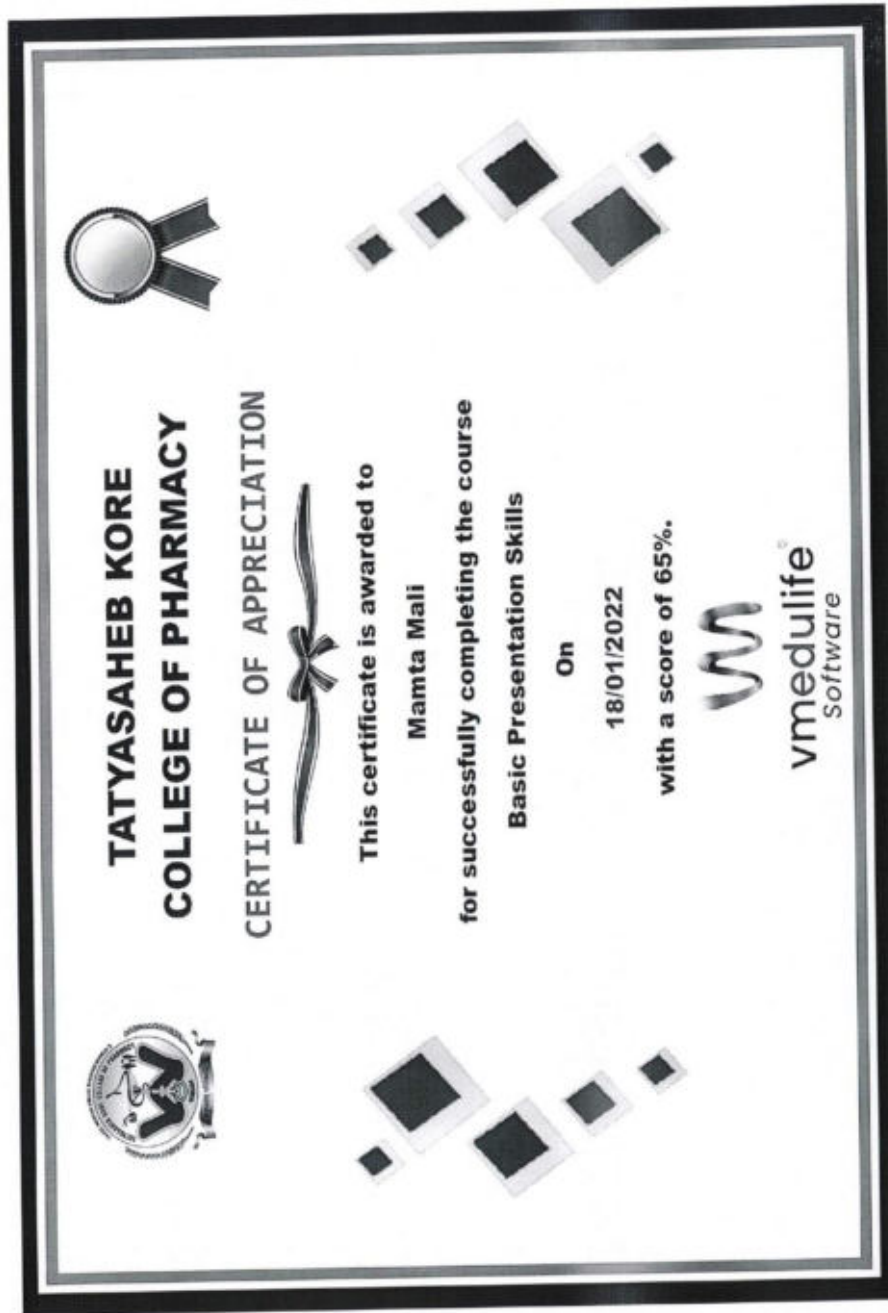 TATYASAHEB KORE
COLLEGE OF PHARMACY
CERTIFICATE OF APPRECIATION
This certificate is awarded to
Mamta Mali
for successfully completing the course
Basic Presentation Skills
On
18/01/2022
with a score of 65%.
vmedulife
Software